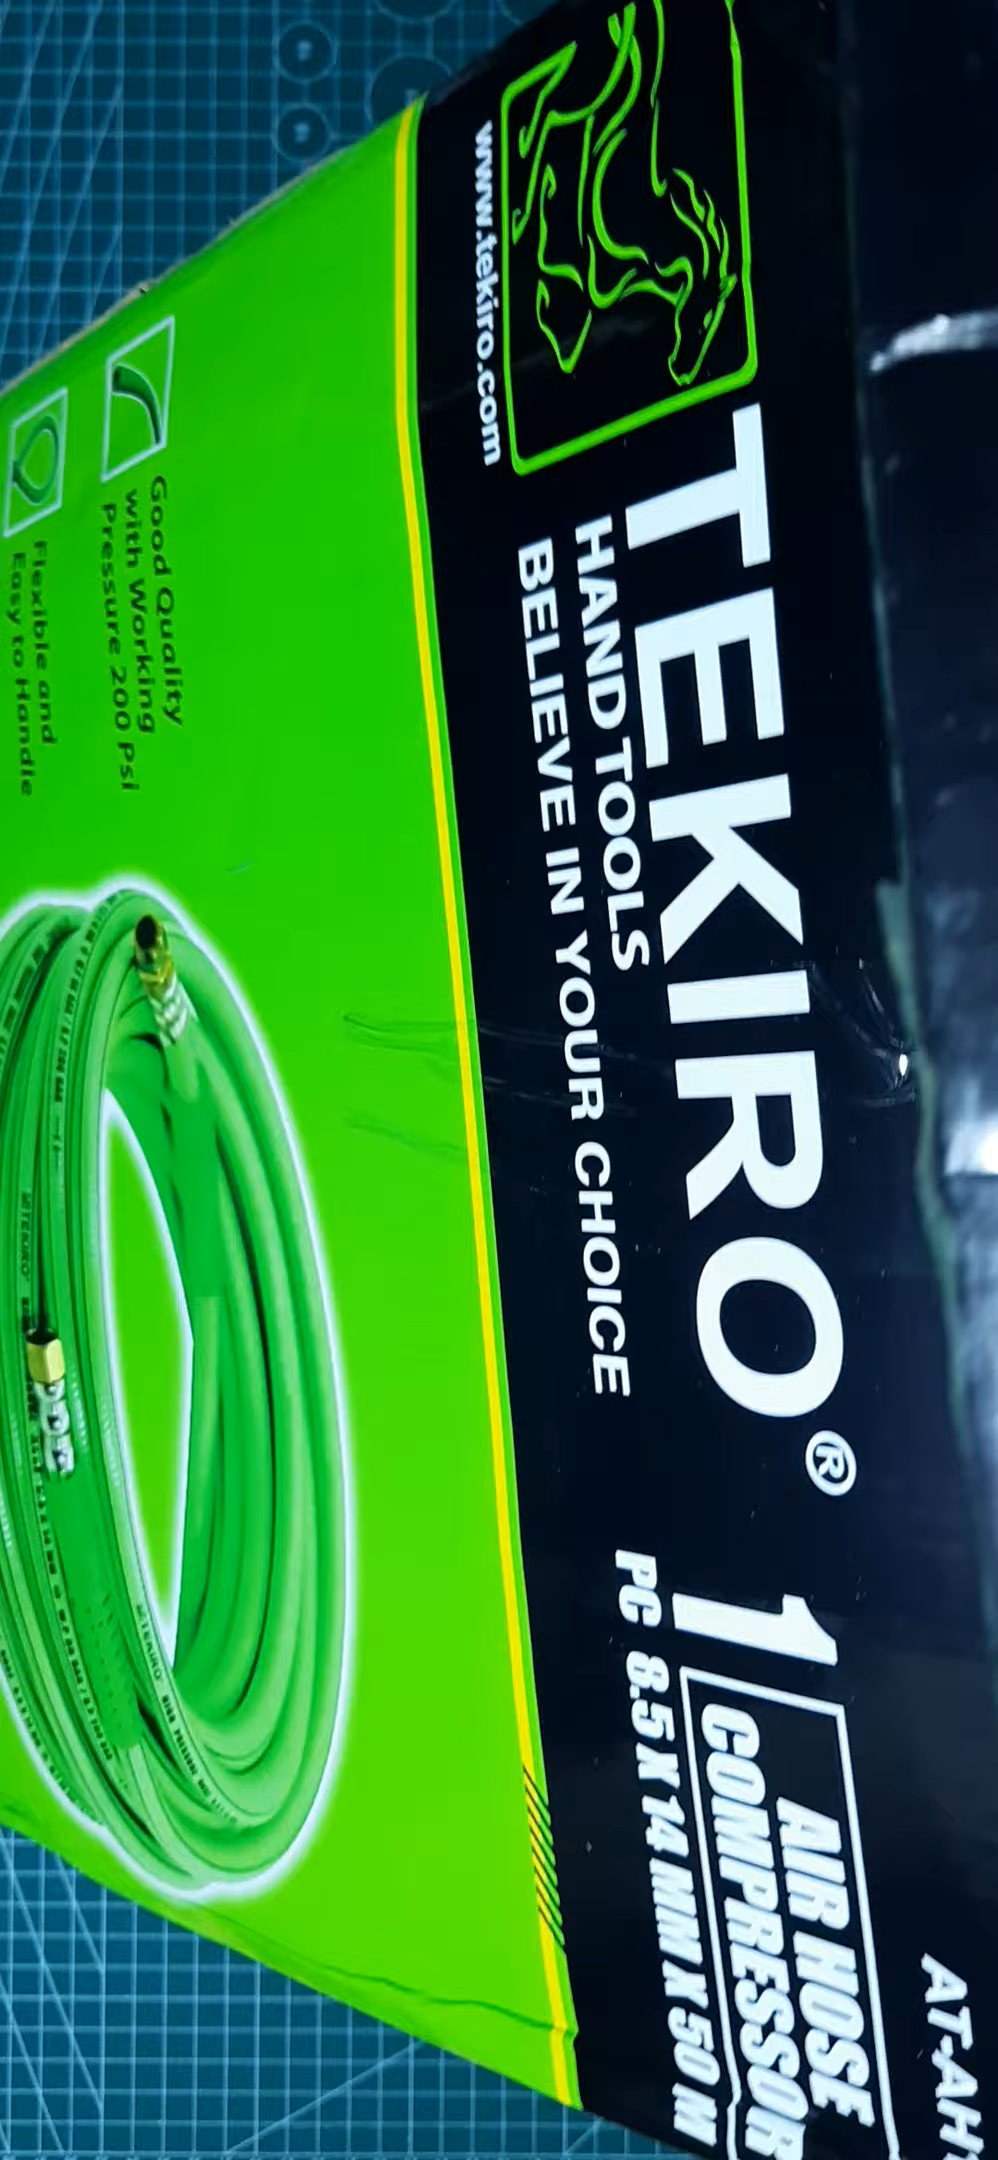 www.tekiro.com
TEKIRO®
HAND TOOLS
BELIEVE IN YOUR CHOICE
1
PC
AIR HOSE
COMPRESSOR
8.5 X 14 MM X 50 M
Good Quality
with Working
Pressure 200 Psi
Flexible and
Easy to Handle